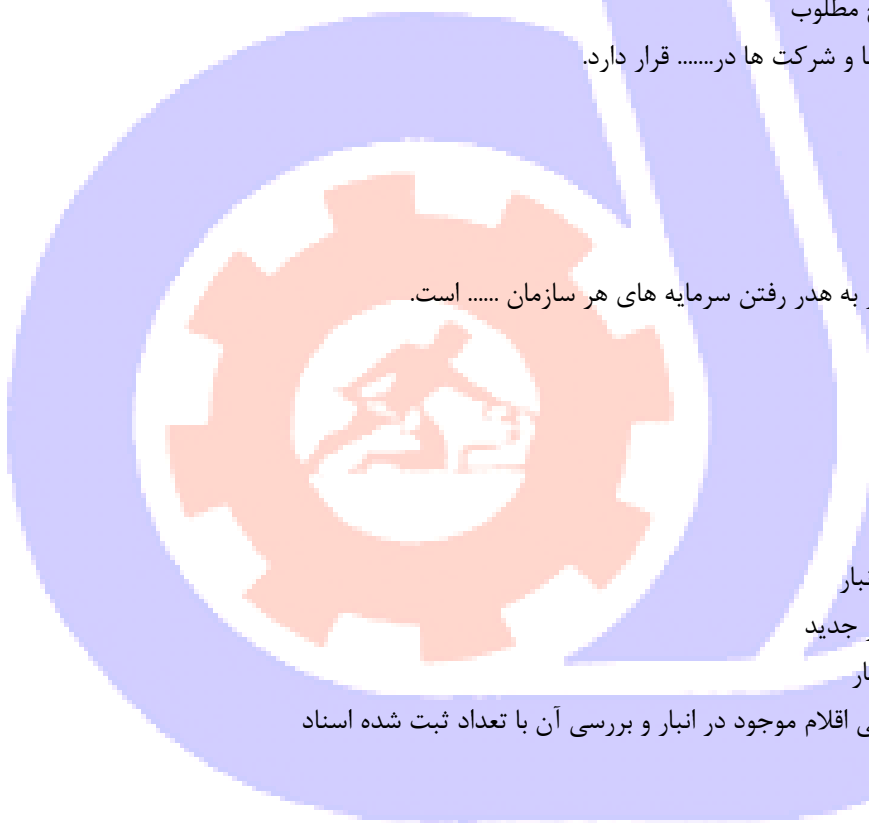 مطلوب
و شرکت ها در....... قرار دارد.
به هدر رفتن سرمایه های هر سازمان ...... است.
جدید
اقلام موجود در انبار و بررسی آن با تعداد ثبت شده اسناد